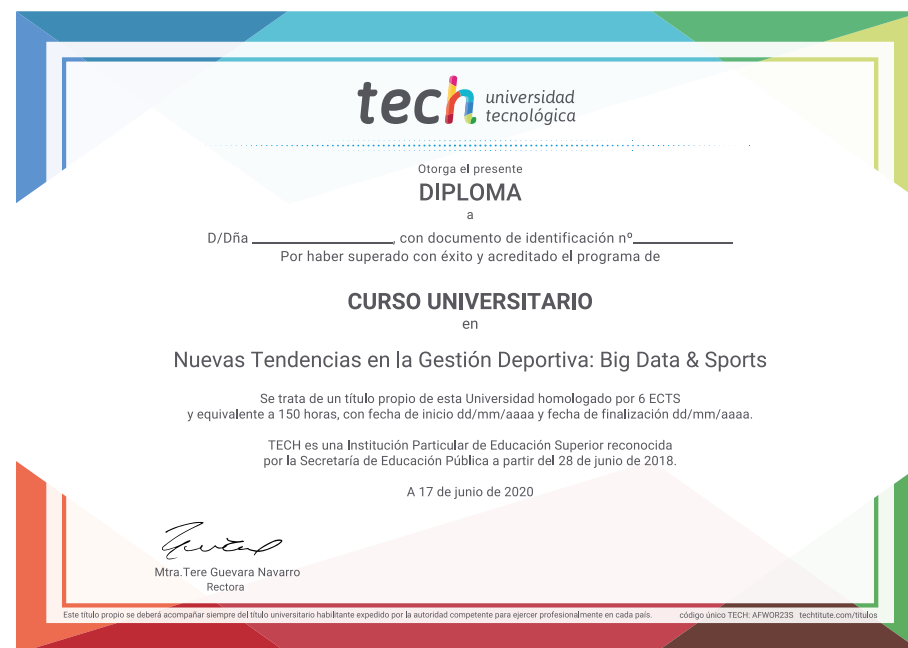 tech universidad
tecnológica
Otorga el presente
DIPLOMA
a
D/Dña ____________________, con documento de identificación nº______________
Por haber superado con éxito y acreditado el programa de
CURSO UNIVERSITARIO
en
Nuevas Tendencias en la Gestión Deportiva: Big Data & Sports
Se trata de un título propio de esta Universidad homologado por 6 ECTS
y equivalente a 150 horas, con fecha de inicio dd/mm/aaaa y fecha de finalización dd/mm/aaaa.
TECH es una Institución Particular de Educación Superior reconocida
por la Secretaría de Educación Pública a partir del 28 de junio de 2018.
A 17 de junio de 2020
Mtra.Tere Guevara Navarro
Rectora
Este título propio se deberá acompañar siempre del título universitario habilitante expedido por la autoridad competente para ejercer profesionalmente en cada país. código único TECH: AFWOR23S techtitute.com/titulos